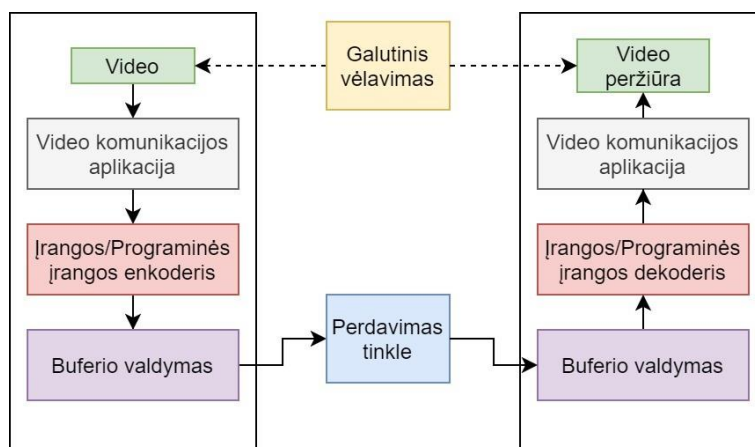 Video
Video komunikacijos
aplikacija
Įrangos/Programinės
įrangos enkoderis
Buferio valdymas
Galutinis
vėlavimas
Perdavimas
tinkle
Video
peržiūra
Video komunikacijos
aplikacija
Įrangos/Programinės
įrangos dekoderis
Buferio valdymas